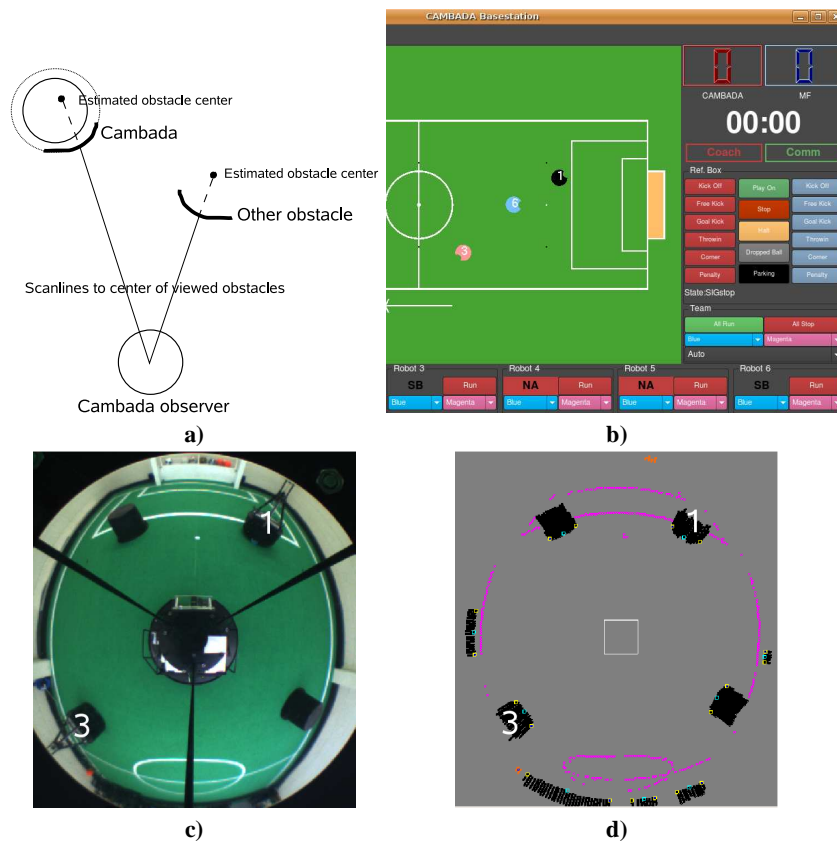 Estimated obstacle center
Cambada
Estimated obstacle center
Other obstacle
Scanlines to center of viewed obstacles
Cambada observer
a)
CAMBADA Basestation
0 0
CAMBADA MF
00:00
Coach Comm
Ref. Box
Kick Off Play On Kick Off
Free Kick Stop Free Kick
Goal Kick Halt Goal Kick
Throwin Dropped Ball Throwin
Corner Parking Corner
Penalty Penalty
State:SIGstop
Team
All Run All Stop
Blue Magenta
Auto
1
6
3
Robot 3 Robot 4 Robot 5 Robot 6
SB Run NA Run NA Run SB Run
Blue Magenta Blue Magenta Blue Magenta Blue Magenta
b)
1
3
c)
1
3
d)